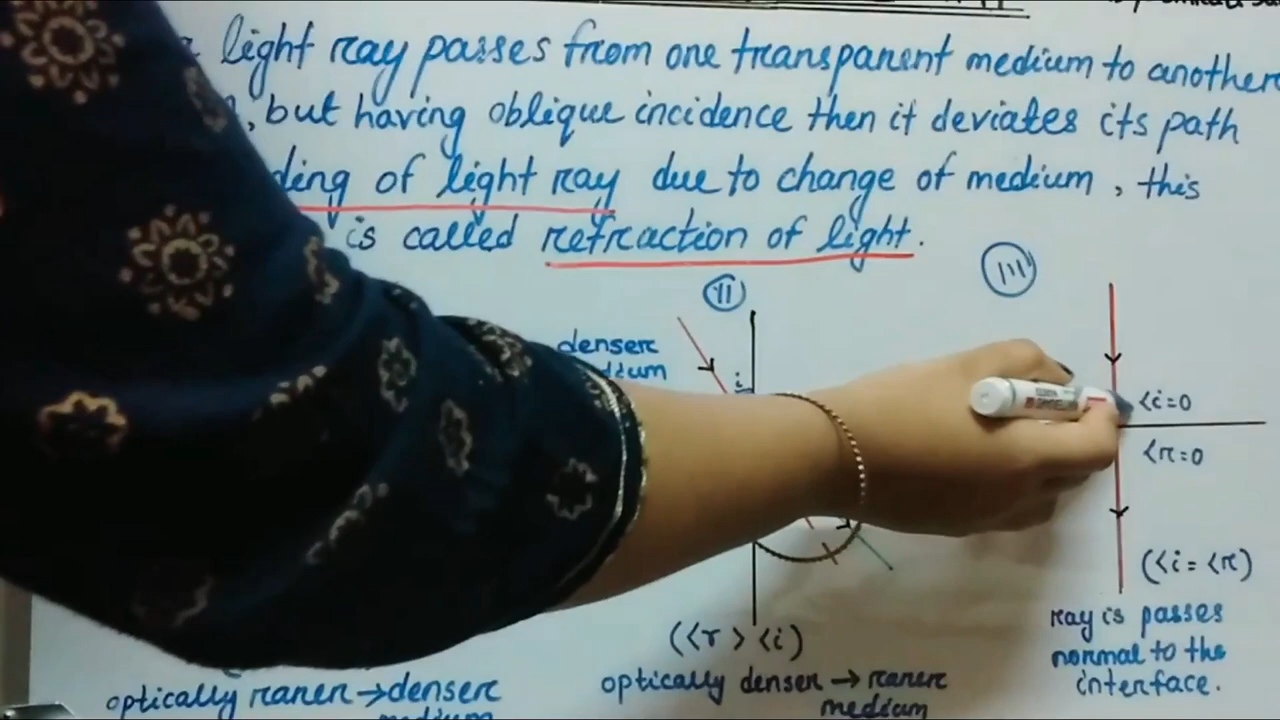 light ray passes from one transparent medium to another
, but having oblique incidence then it deviates its path
of light ray due to change of medium, this
is called refraction of light.
(II)
(III)
denser
i
<i=0
<r=0
(<i = <r)
ray is passes
normal to the
interface.
(<r > <i)
optically denser → rarer
medium
optically rarer → denser
medium